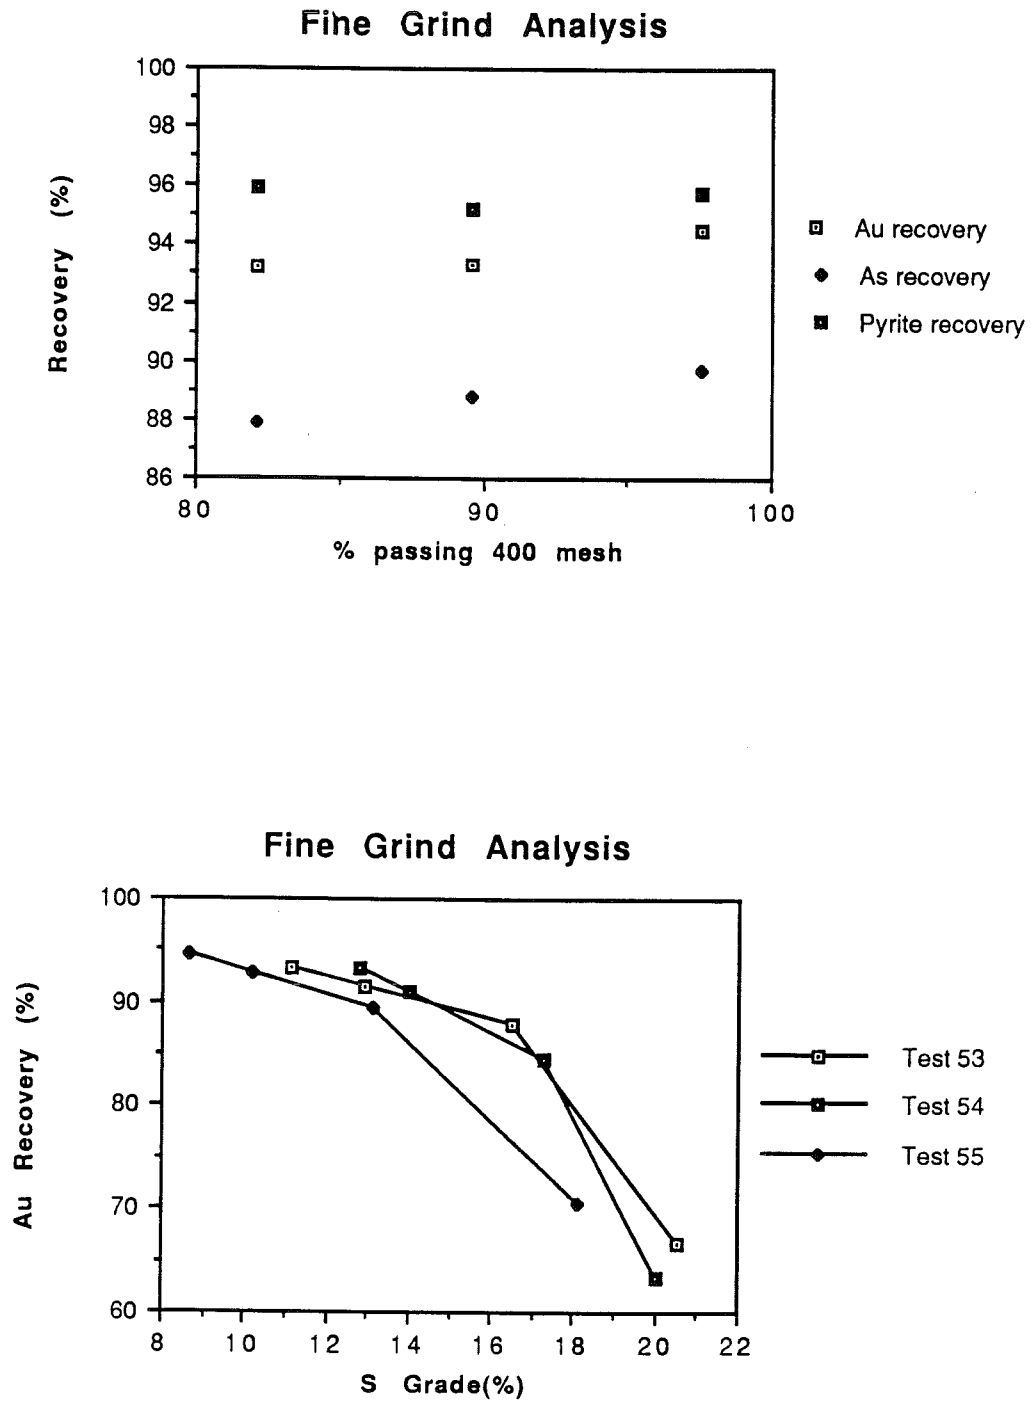 Fine Grind Analysis
100
98
96
94
92
90
88
86
Recovery (%)
80 90 100
% passing 400 mesh
Au recovery
As recovery
Pyrite recovery
Fine Grind Analysis
100
90
80
70
60
Au Recovery (%)
8 10 12 14 16 18 20 22
S Grade(%)
Test 53
Test 54
Test 55